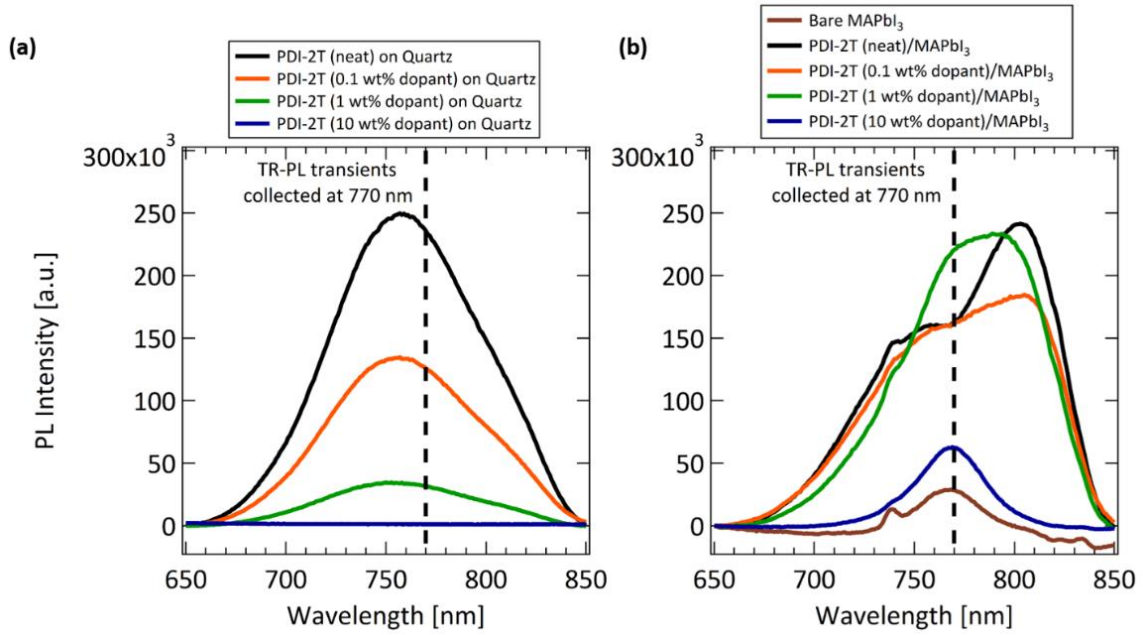 (a)
PDI-2T (neat) on Quartz
PDI-2T (0.1 wt% dopant) on Quartz
PDI-2T (1 wt% dopant) on Quartz
PDI-2T (10 wt% dopant) on Quartz
300x10³
TR-PL transients
collected at 770 nm
250
200
150
100
50
0
650
700
750
800
850
PL Intensity [a.u.]
Wavelength [nm]
(b)
Bare MAPbI₃
PDI-2T (neat)/MAPbI₃
PDI-2T (0.1 wt% dopant)/MAPbI₃
PDI-2T (1 wt% dopant)/MAPbI₃
PDI-2T (10 wt% dopant)/MAPbI₃
300x10³
TR-PL transients
collected at 770 nm
250
200
150
100
50
0
650
700
750
800
850
Wavelength [nm]